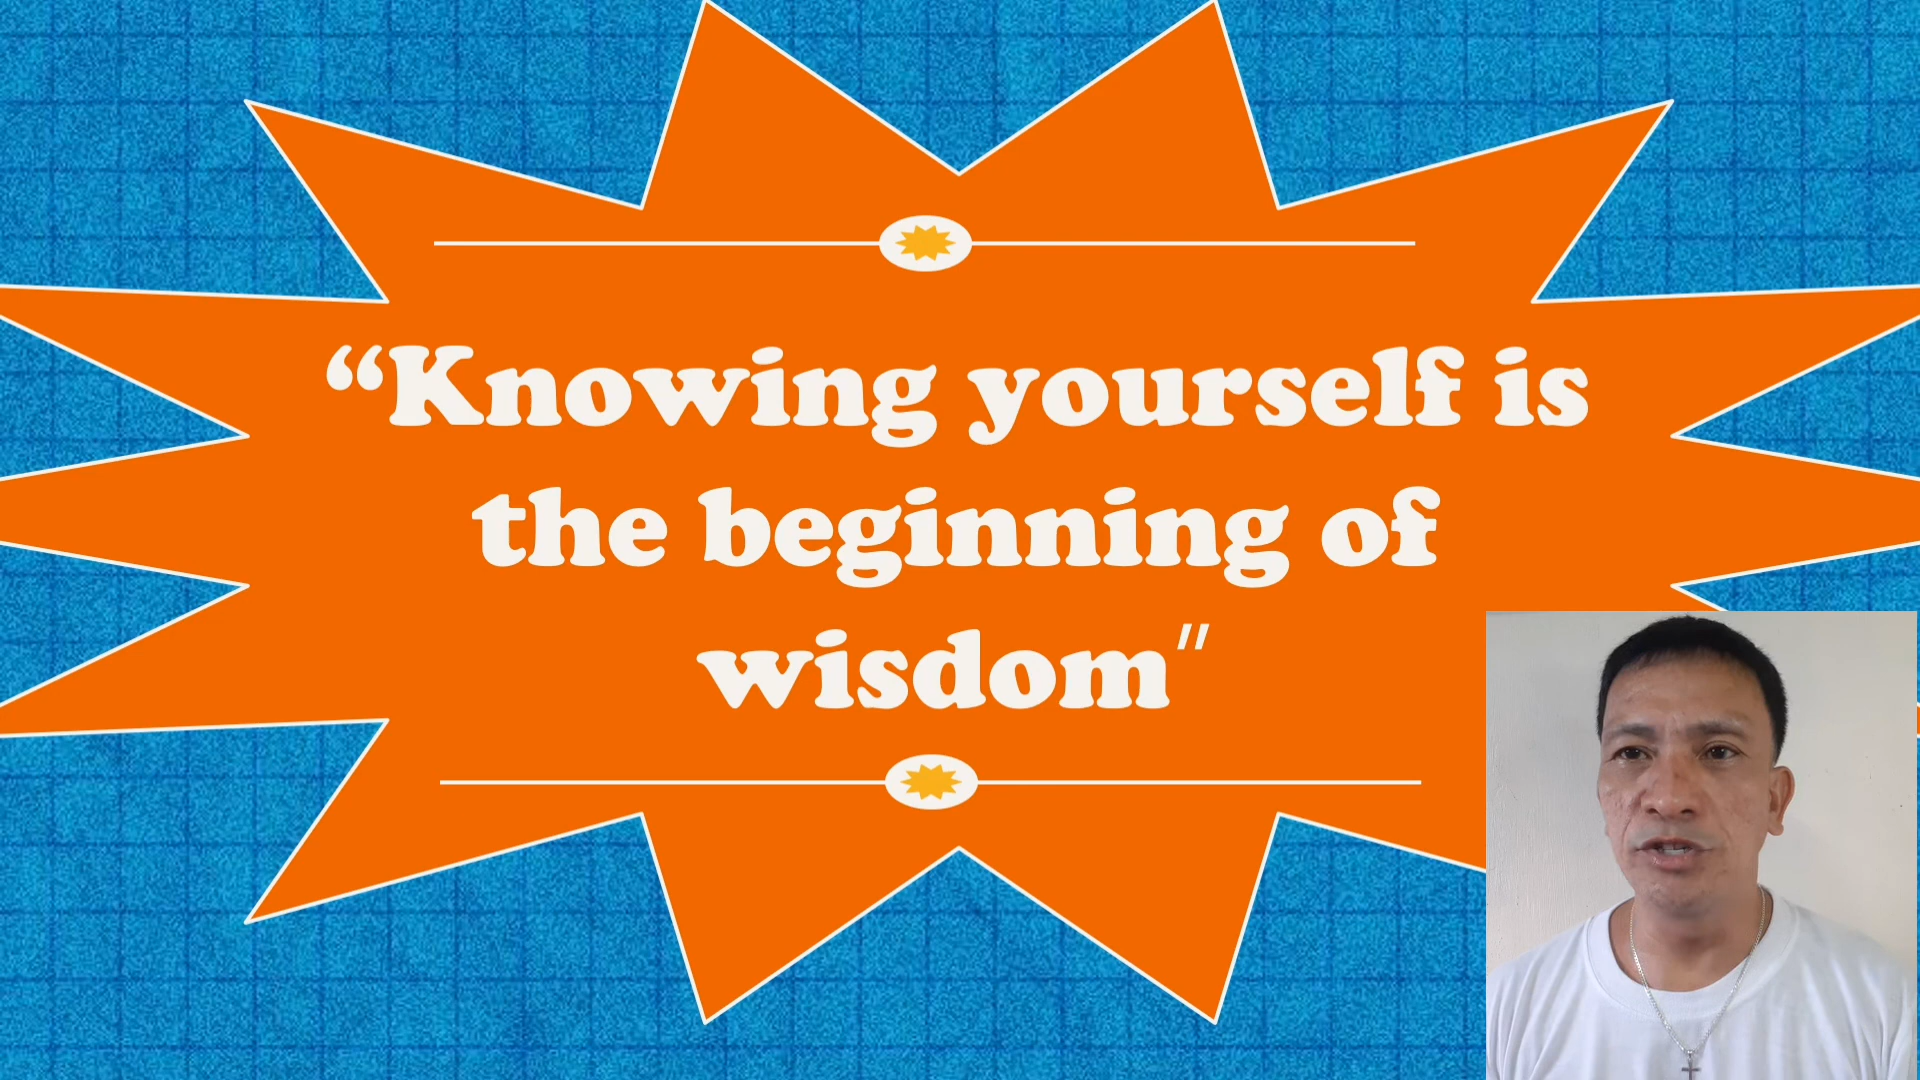 “Knowing yourself is
the beginning of
wisdom"